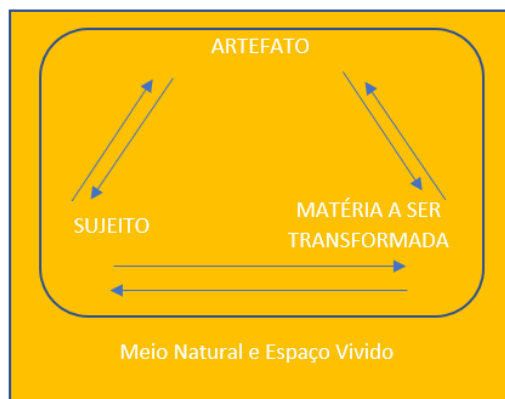 ARTEFATO
SUJEITO
MATÉRIA A SER
TRANSFORMADA
Meio Natural e Espaço Vivido